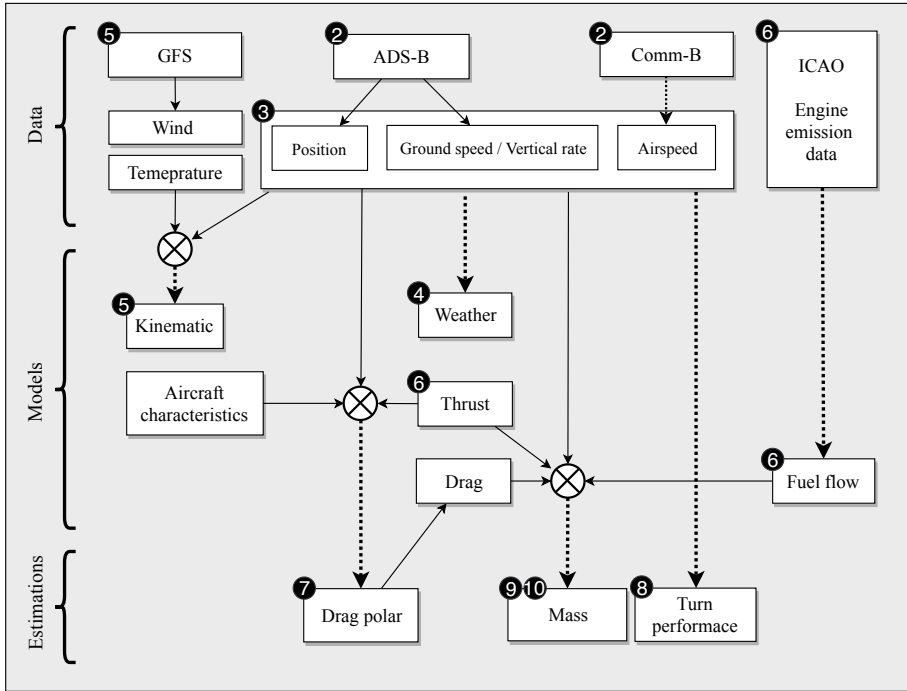 5
GFS
2
ADS-B
2
Comm-B
6
ICAO
Engine
emission
data
Data
Wind
3
Position
Ground speed / Vertical rate
Airspeed
Temeprature
Models
5
Kinematic
4
Weather
Aircraft
characteristics
6
Thrust
Drag
6
Fuel flow
Estimations
7
Drag polar
9 10
Mass
8
Turn
performace